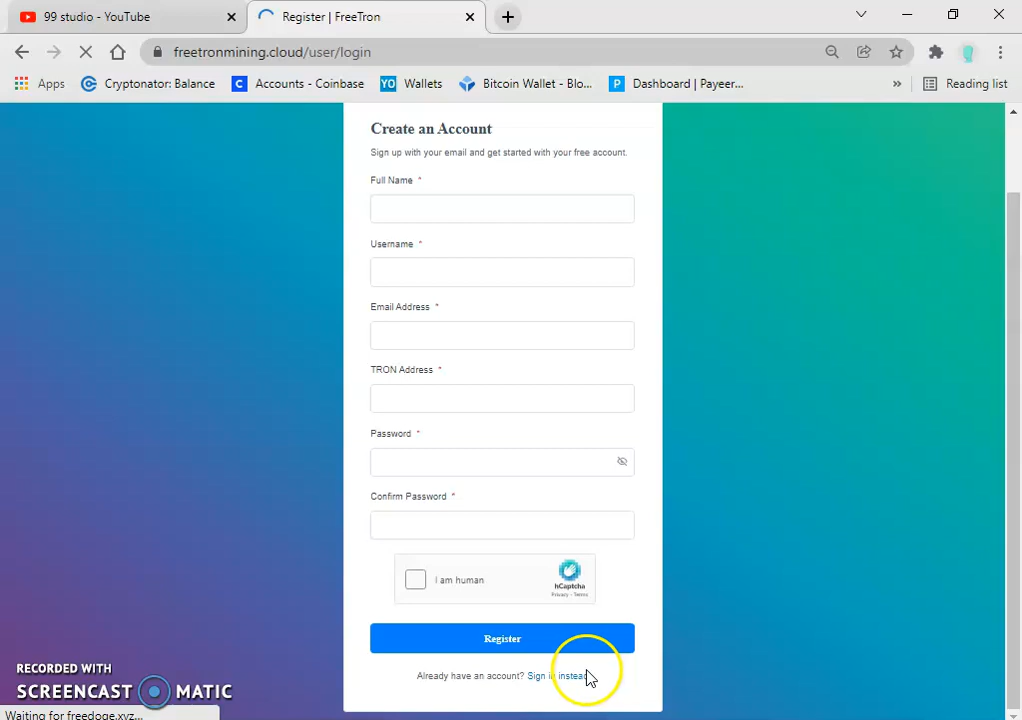 99 studio - YouTube
Register | FreeTron
freetronmining.cloud/user/login
Apps
Cryptonator: Balance
C
Accounts - Coinbase
YO
Wallets
Bitcoin Wallet - Blo...
P
Dashboard | Payeer...
»
Reading list
Create an Account
Sign up with your email and get started with your free account.
Full Name *
Username *
Email Address *
TRON Address *
Password *
Confirm Password *
I am human
hCaptcha
Privacy - Terms
Register
Already have an account? Sign in instead
RECORDED WITH
SCREENCAST MATIC
Waiting for freedoge.xyz...